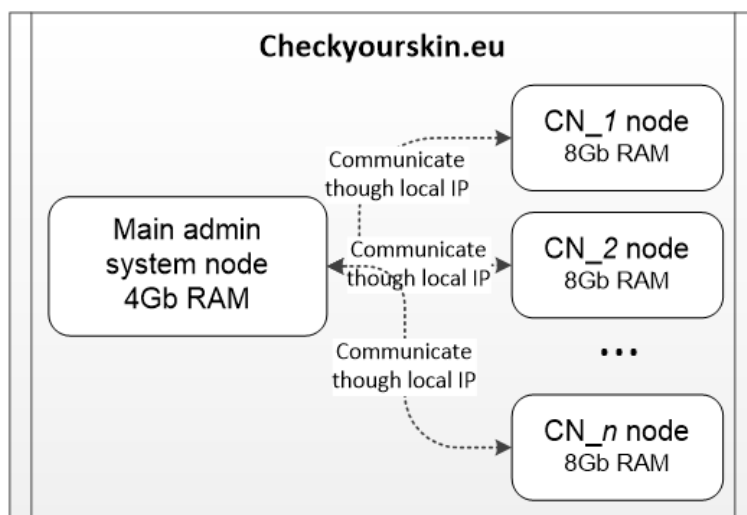 Checkyourskin.eu
CN_1 node
8Gb RAM
Communicate
though local IP
Main admin
system node
4Gb RAM
CN_2 node
8Gb RAM
Communicate
though local IP
...
Communicate
though local IP
CN_n node
8Gb RAM